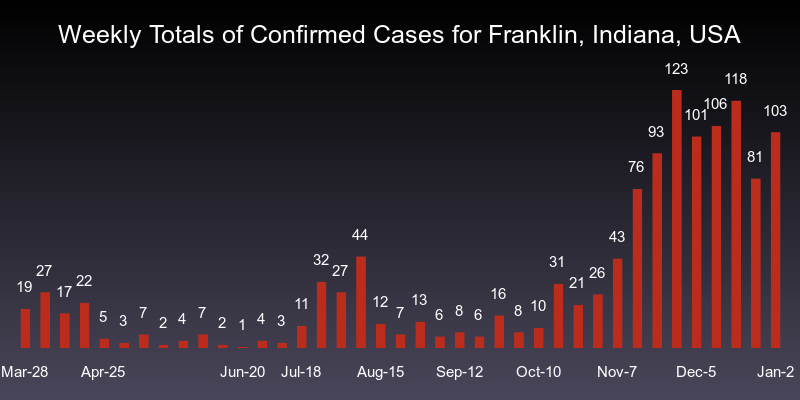 Weekly Totals of Confirmed Cases for Franklin, Indiana, USA
19 27 17 22 5 3 7 2 4 7 2 1 4 3 11 32 27 44 12 7 13 6 8 6 16 8 10 31 21 26 43 76 93 123 101 106 118 81 103
Mar-28 Apr-25 Jun-20 Jul-18 Aug-15 Sep-12 Oct-10 Nov-7 Dec-5 Jan-2